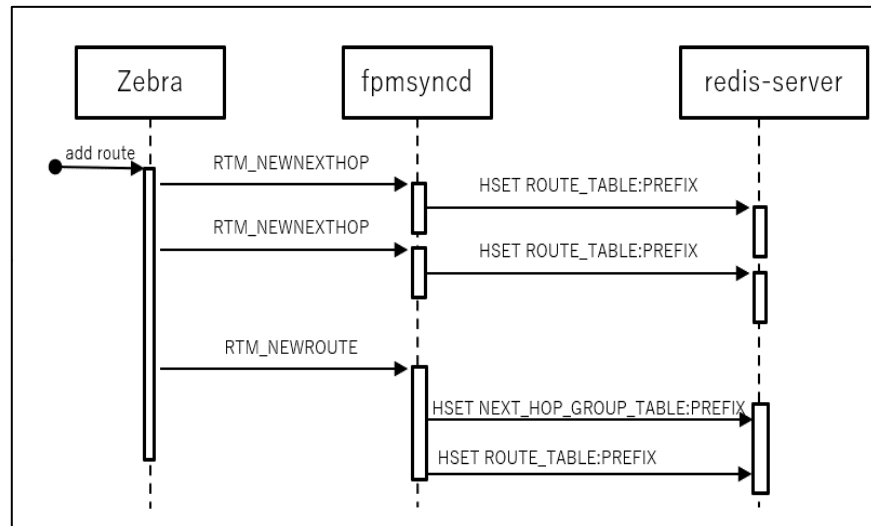 Zebra
fpmsyncd
redis-server
add route
RTM_NEWNEXTHOP
HSET ROUTE_TABLE:PREFIX
RTM_NEWNEXTHOP
HSET ROUTE_TABLE:PREFIX
RTM_NEWROUTE
HSET NEXT_HOP_GROUP_TABLE:PREFIX
HSET ROUTE_TABLE:PREFIX